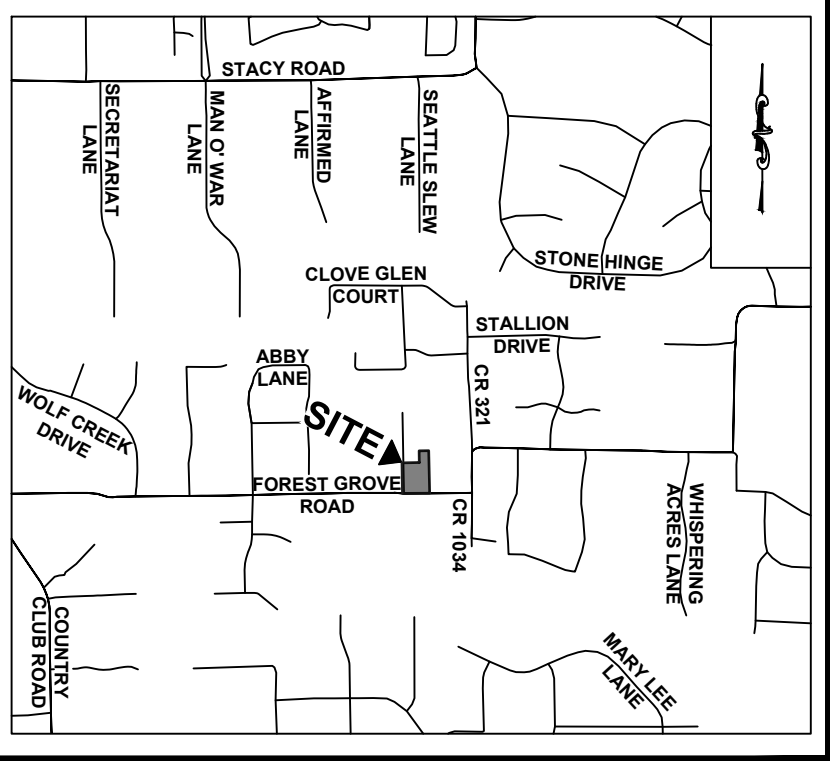 STACY ROAD
SECRETARIAT
LANE
MAN O' WAR
LANE
AFFIRMED
LANE
SEATTLE SLEW
LANE
STONE HINGE
DRIVE
CLOVE GLEN
COURT
STALLION
DRIVE
ABBY
LANE
CR 321
WOLF CREEK
DRIVE
SITE
FOREST GROVE
ROAD
CR 1034
WHISPERING
ACRES LANE
COUNTRY
CLUB ROAD
MARY LEE
LANE